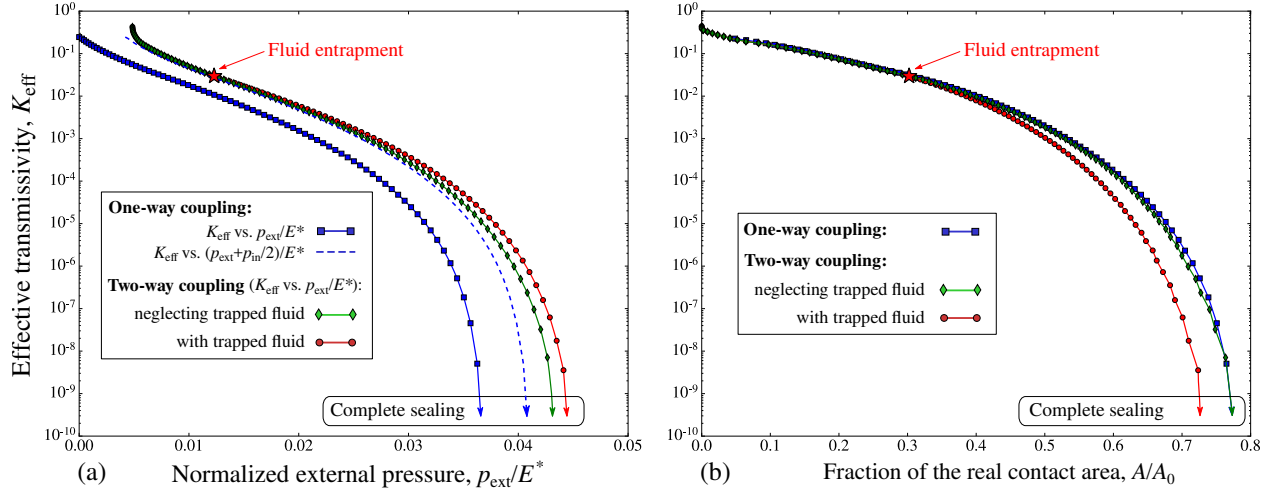 Effective transmissivity, K_eff
10^0
10^-1
10^-2
10^-3
10^-4
10^-5
10^-6
10^-7
10^-8
10^-9
10^-10
Fluid entrapment
One-way coupling:
K_eff vs. p_ext/E*
K_eff vs. (p_ext+p_in/2)/E*
Two-way coupling (K_eff vs. p_ext/E*):
neglecting trapped fluid
with trapped fluid
Complete sealing
0.00 0.01 0.02 0.03 0.04 0.05
(a) Normalized external pressure, p_ext/E*
10^0
10^-1
10^-2
10^-3
10^-4
10^-5
10^-6
10^-7
10^-8
10^-9
10^-10
Fluid entrapment
One-way coupling:
Two-way coupling:
neglecting trapped fluid
with trapped fluid
Complete sealing
0.0 0.1 0.2 0.3 0.4 0.5 0.6 0.7 0.8
(b) Fraction of the real contact area, A/A_0